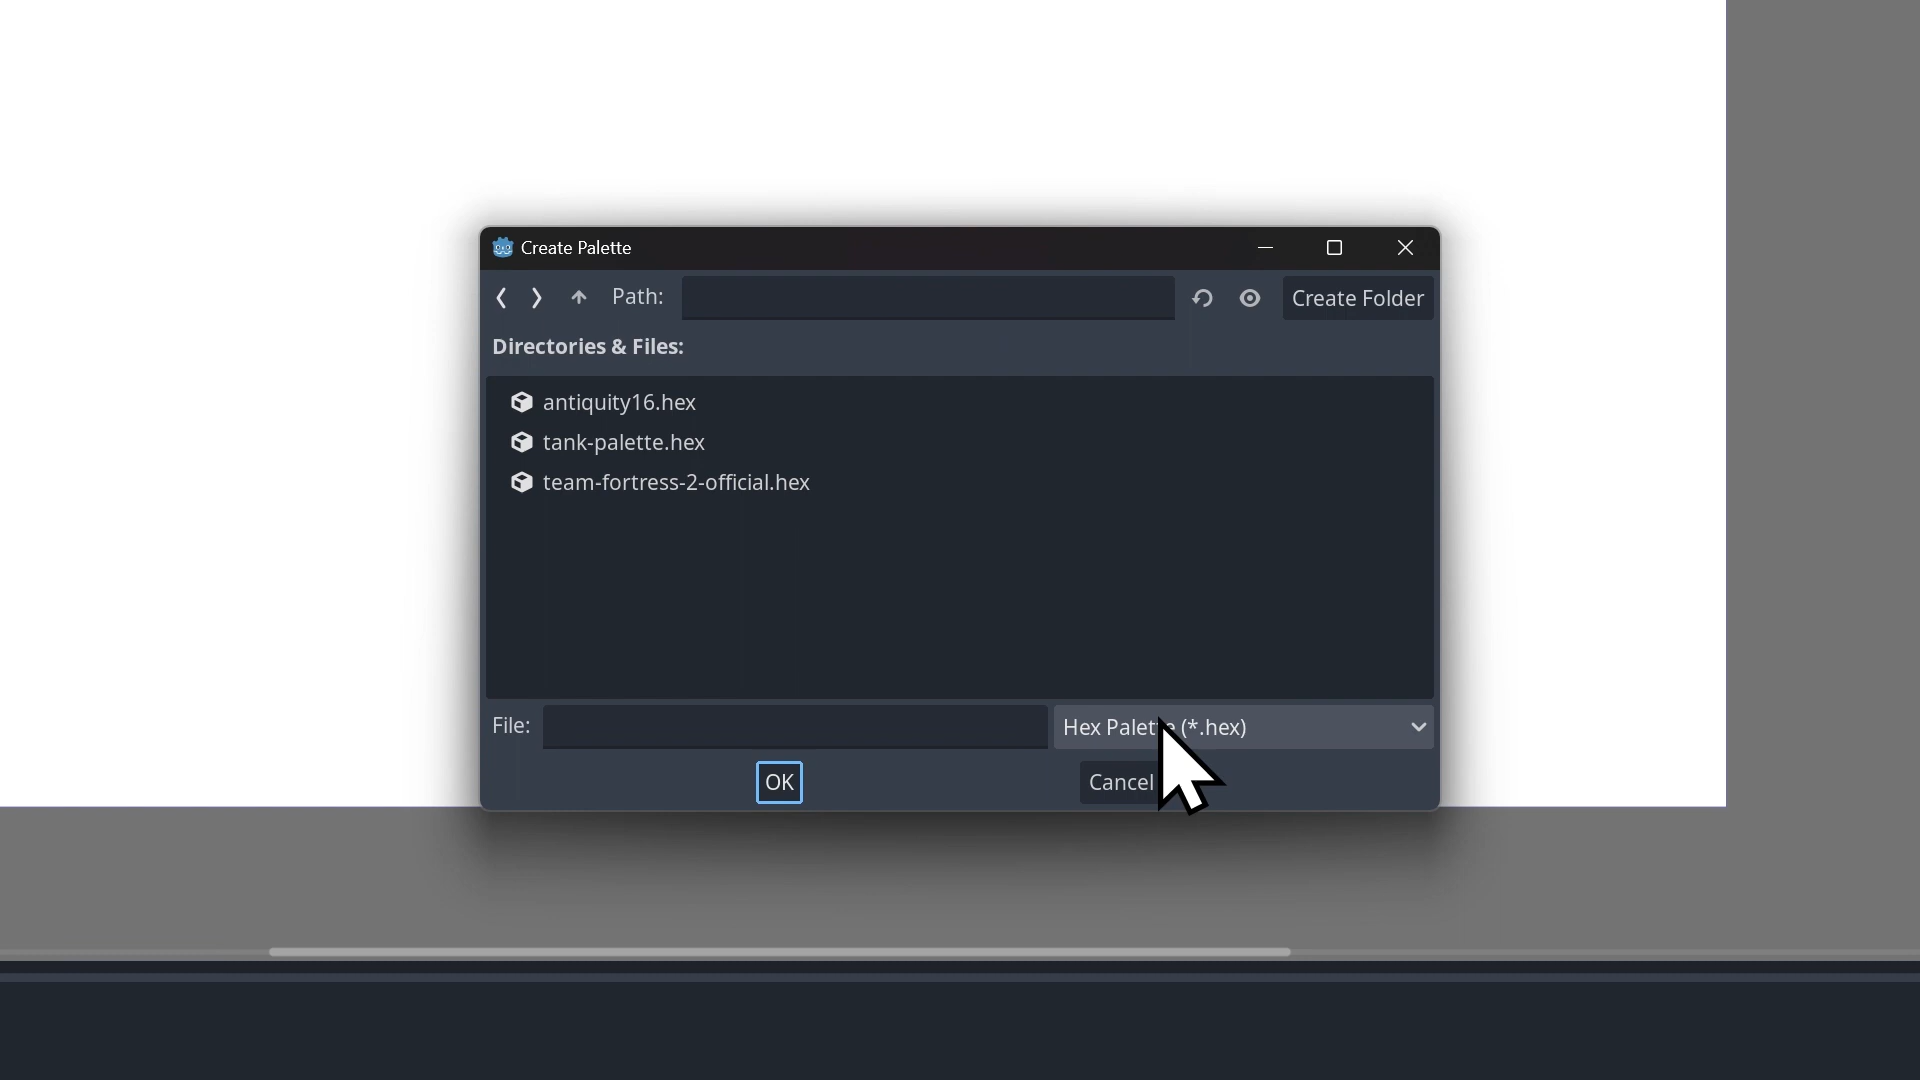 Create Palette
Path:
Create Folder
Directories & Files:
antiquity16.hex
tank-palette.hex
team-fortress-2-official.hex
File:
Hex Palette (*.hex)
OK
Cancel